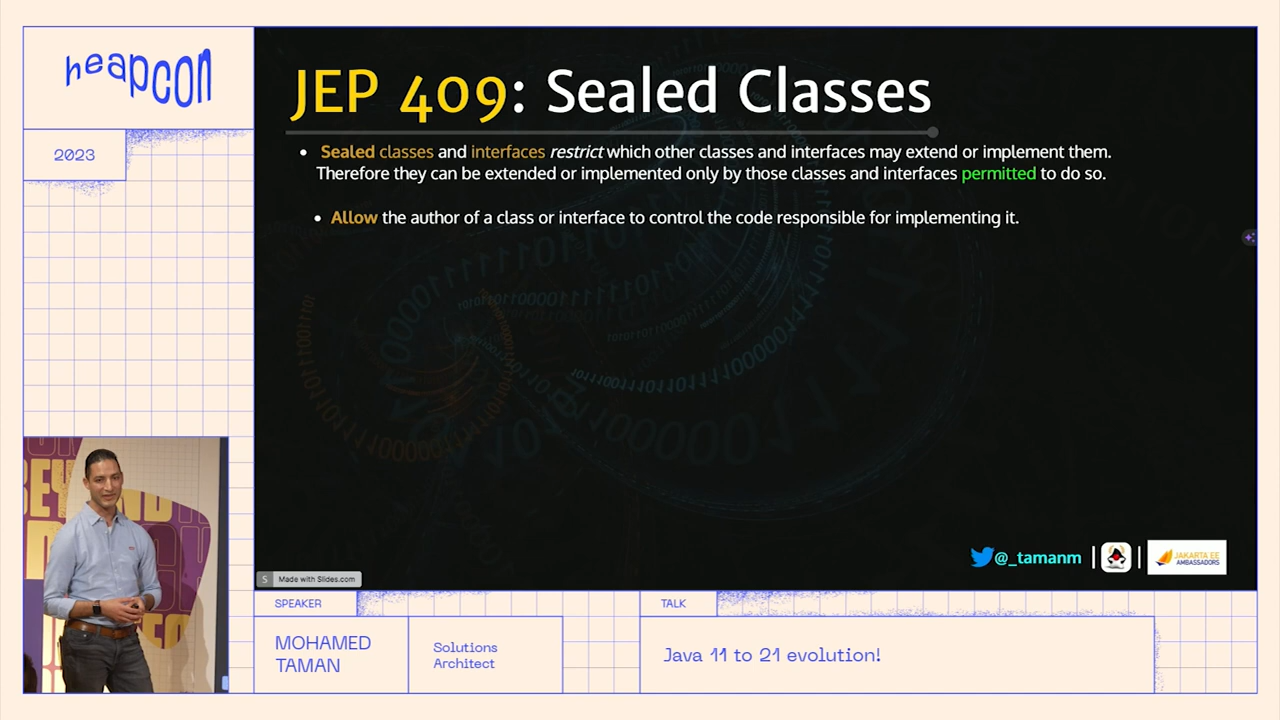 heapcon
2023
JEP 409: Sealed Classes
Sealed classes and interfaces restrict which other classes and interfaces may extend or implement them.
Therefore they can be extended or implemented only by those classes and interfaces permitted to do so.
Allow the author of a class or interface to control the code responsible for implementing it.
@_tamanm
JAKARTA EE
AMBASSADORS
S Made with Slides.com
SPEAKER
MOHAMED
TAMAN
Solutions
Architect
TALK
Java 11 to 21 evolution!